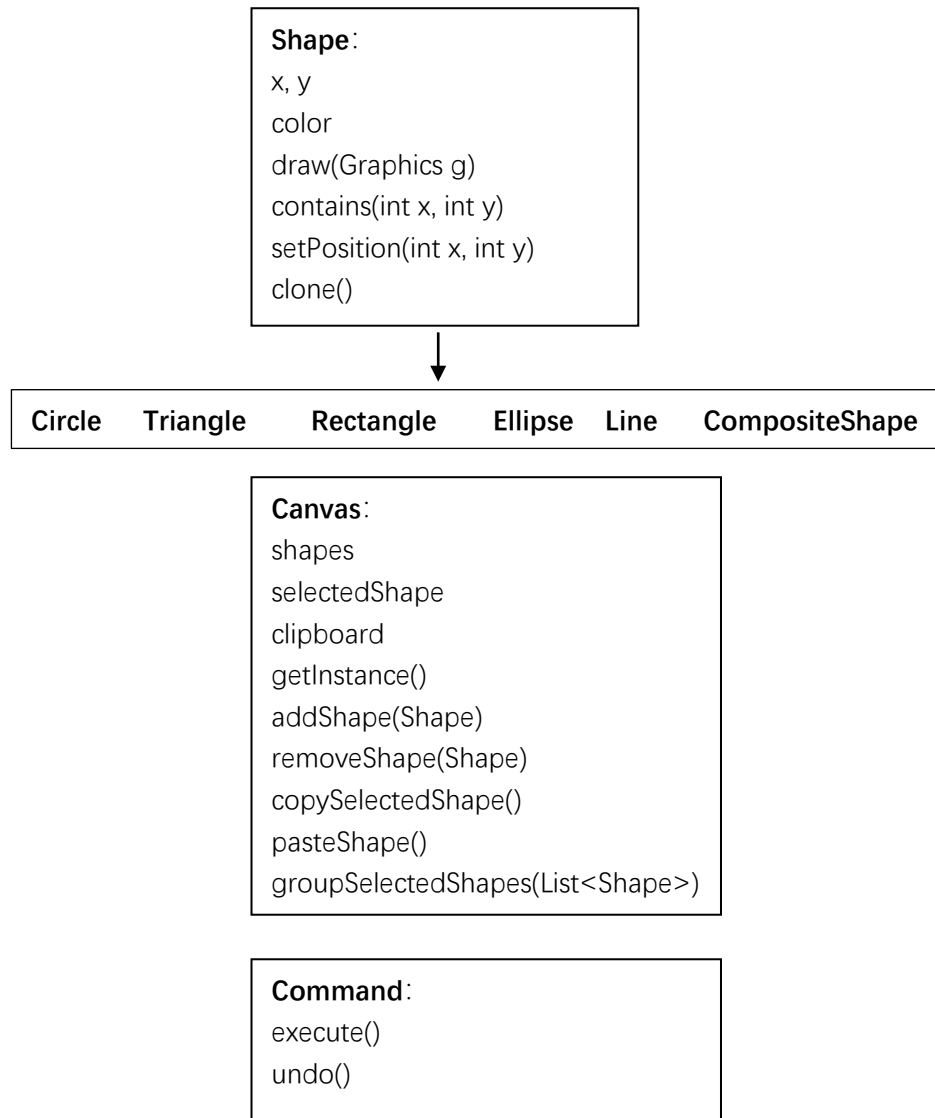 Shape：
x, y
color
draw(Graphics g)
contains(int x, int y)
setPosition(int x, int y)
clone()
Circle Triangle Rectangle Ellipse Line CompositeShape
Canvas：
shapes
selectedShape
clipboard
getInstance()
addShape(Shape)
removeShape(Shape)
copySelectedShape()
pasteShape()
groupSelectedShapes(List<Shape>)
Command：
execute()
undo()